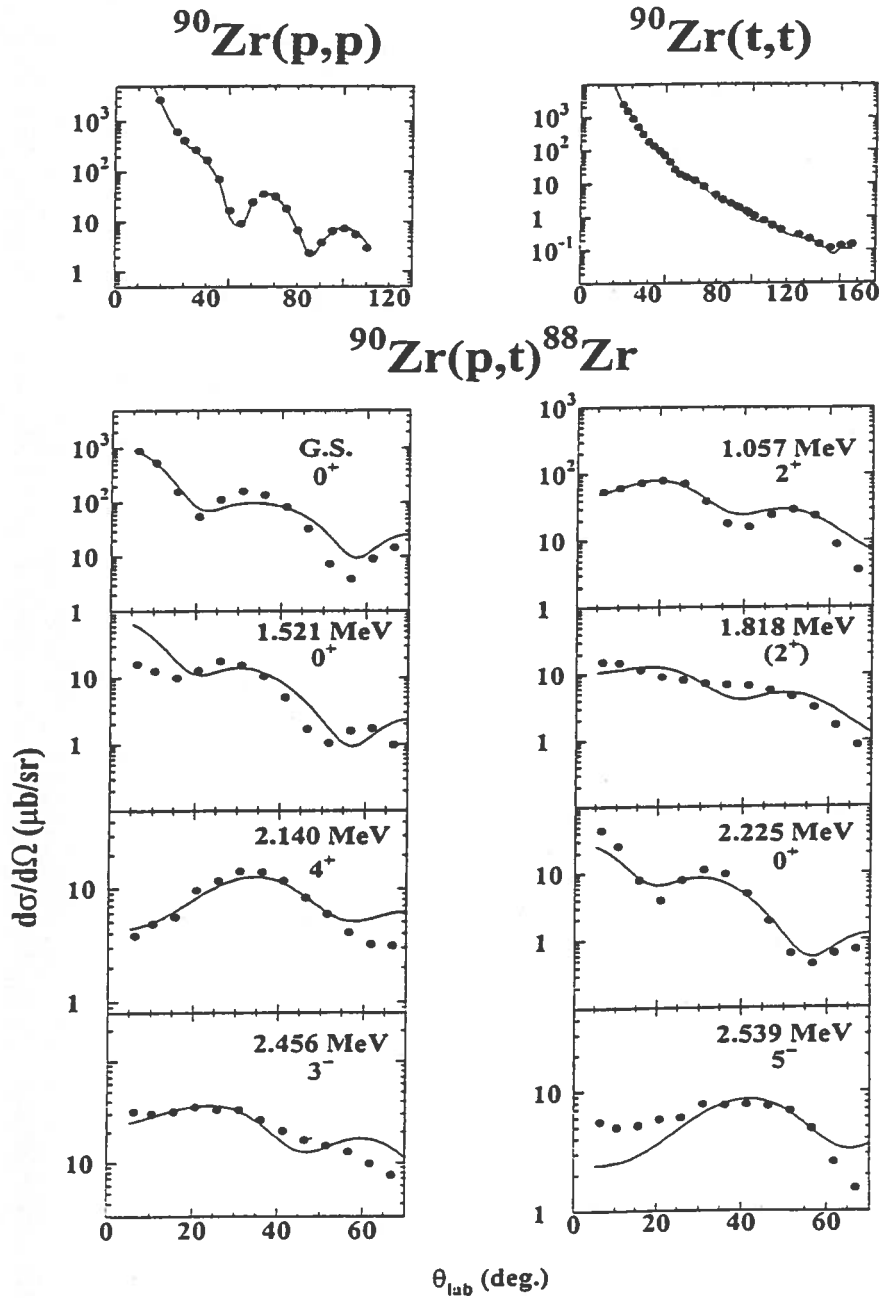 ⁹⁰Zr(p,p)
10³
10²
10
1
0 40 80 120
⁹⁰Zr(t,t)
10³
10²
10
1
10⁻¹
0 40 80 120 160
⁹⁰Zr(p,t)⁸⁸Zr
dσ/dΩ (μb/sr)
10³
10²
10
1
G.S.
0⁺
10³
10²
10
1
1.057 MeV
2⁺
1.521 MeV
0⁺
10
1
1.818 MeV
(2⁺)
10
1
2.140 MeV
4⁺
10
1
2.225 MeV
0⁺
10
1
2.456 MeV
3⁻
10
0 20 40 60
2.539 MeV
5⁻
10
1
0 20 40 60
θlab (deg.)